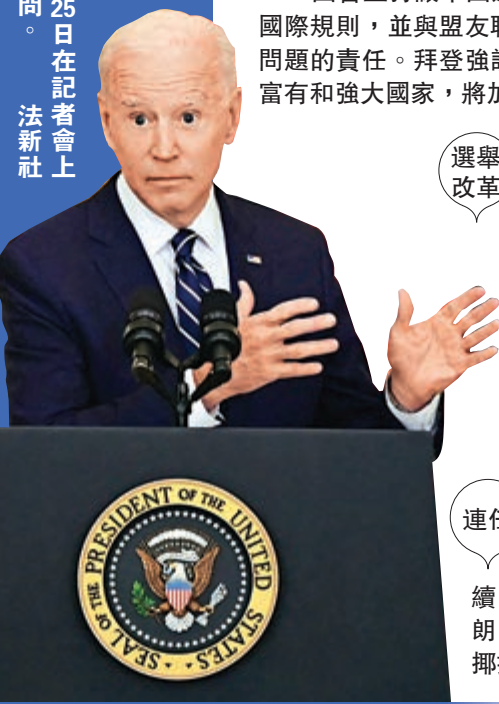 25日在記者會上
問。 法新社
國際規則，並與盟友
問題的責任。拜登強
富有和強大國家，將加
選舉
改革
連任
續
朗
揶
SEAL OF THE PRESIDENT OF THE UNITED STATES